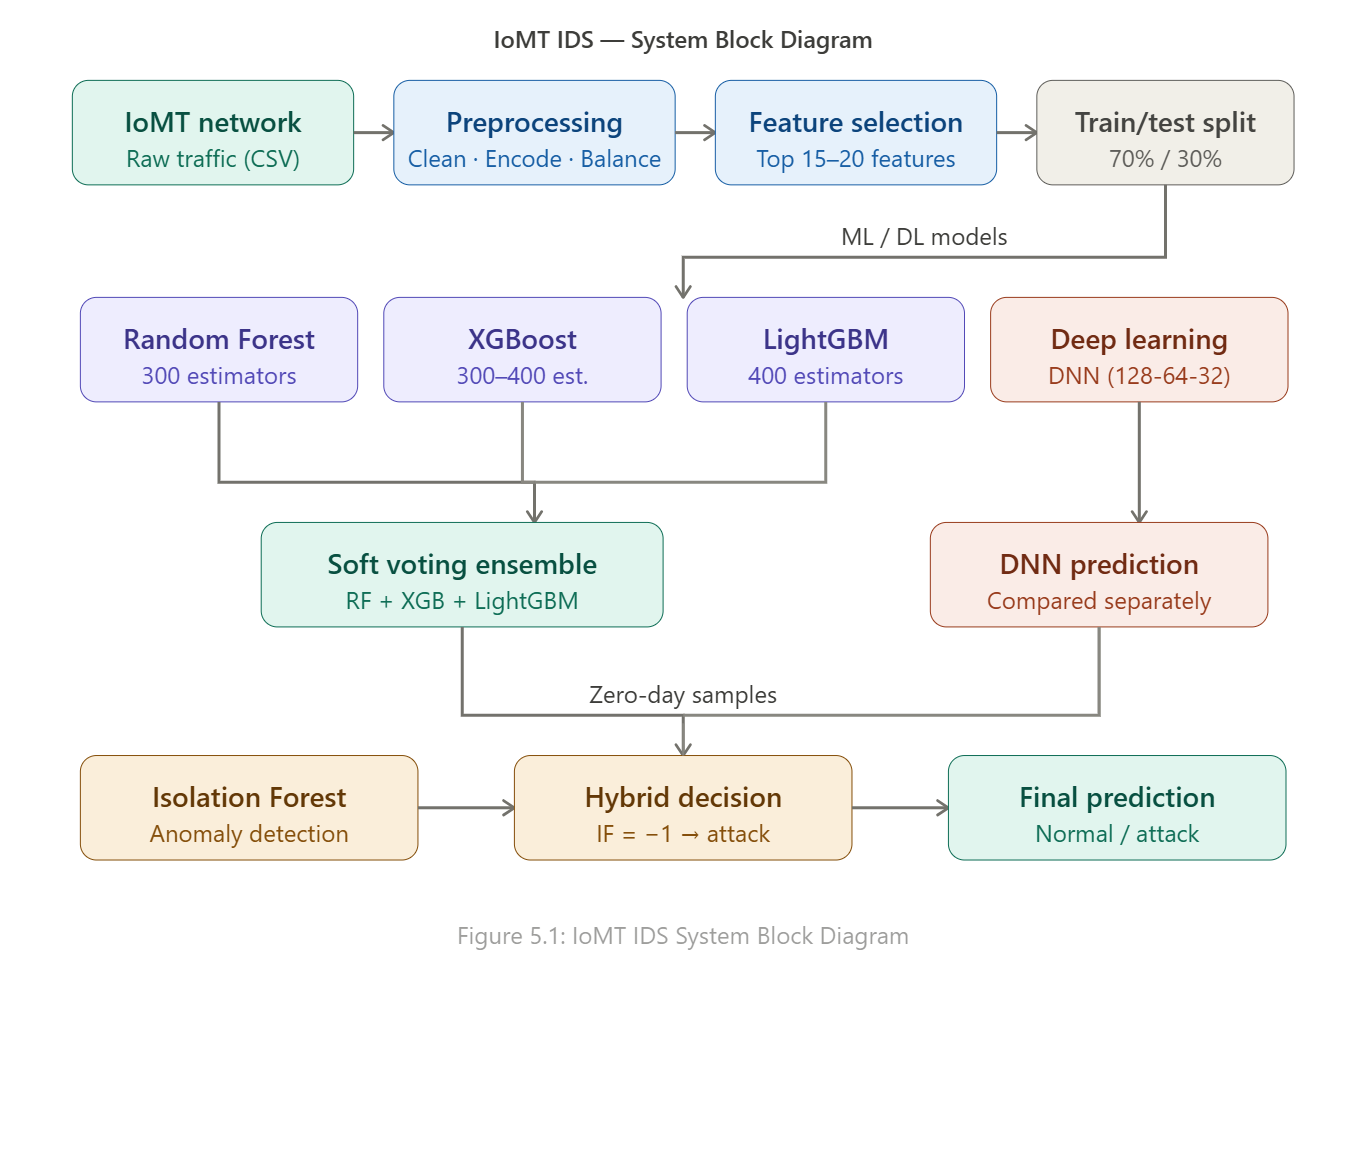 IoMT IDS — System Block Diagram
IoMT network
Raw traffic (CSV)
Preprocessing
Clean · Encode · Balance
Feature selection
Top 15–20 features
Train/test split
70% / 30%
ML / DL models
Random Forest
300 estimators
XGBoost
300–400 est.
LightGBM
400 estimators
Deep learning
DNN (128-64-32)
Soft voting ensemble
RF + XGB + LightGBM
DNN prediction
Compared separately
Zero-day samples
Isolation Forest
Anomaly detection
Hybrid decision
IF = −1 → attack
Final prediction
Normal / attack
Figure 5.1: IoMT IDS System Block Diagram